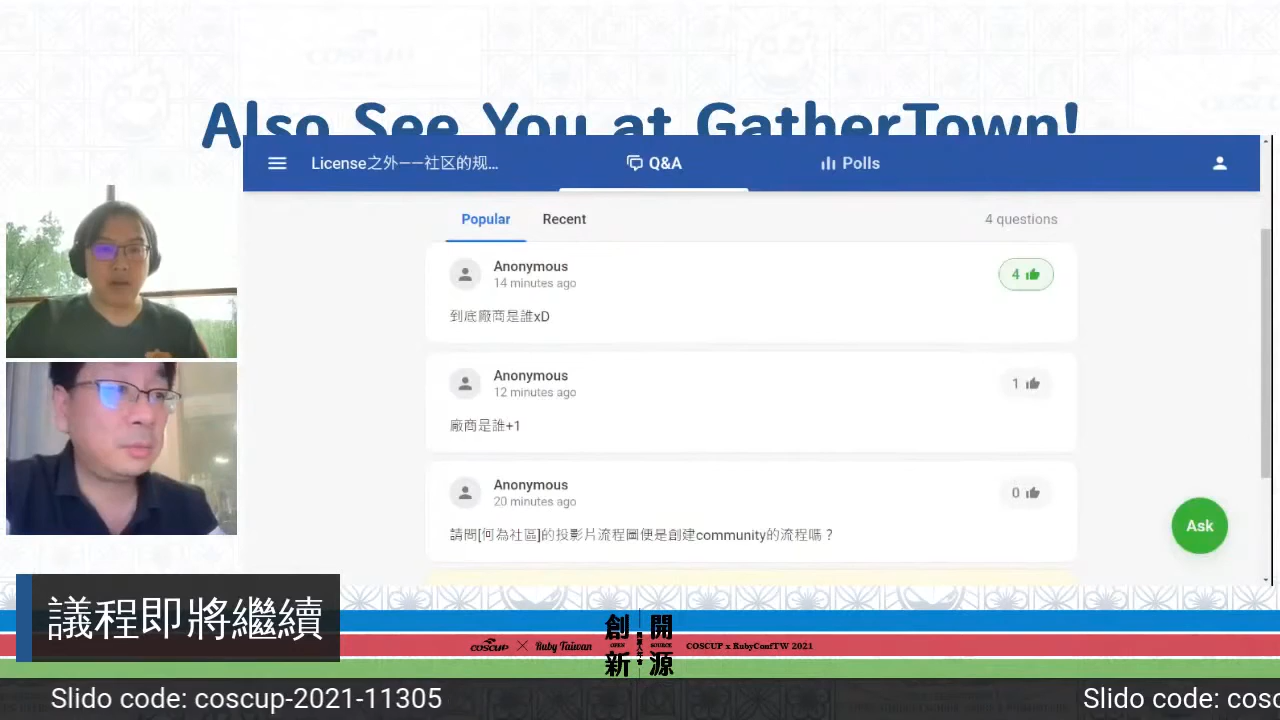 Also See You at GatherTown!
License之外——社区的规...
Q&A
Polls
Popular
Recent
4 questions
Anonymous
14 minutes ago
4
到底廠商是誰xD
Anonymous
12 minutes ago
1
廠商是誰+1
Anonymous
20 minutes ago
0
請問[何為社區]的投影片流程圖便是創建community的流程嗎？
Ask
議程即將繼續
COSCUP × Ruby Taiwan
創新
OPEN
開源
SOURCE
COSCUP x RubyConfTW 2021
Slido code: coscup-2021-11305
Slido code: cosc